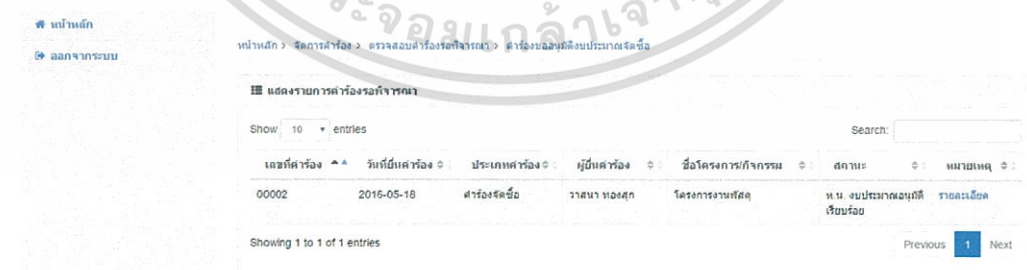 ระจอมเกล้าเจ้า
หน้าหลัก
ออกจากระบบ
หน้าหลัก > จัดการคำร้อง > ตรวจสอบคำร้องรอพิจารณา > คำร้องขออนุมัติงบประมาณจัดซื้อ
แสดงรายการคำร้องรอพิจารณา
Show 10 entries
Search:
เลขที่คำร้อง วันที่ยื่นคำร้อง ประเภทคำร้อง ผู้ยื่นคำร้อง ชื่อโครงการ/กิจกรรม สถานะ หมายเหตุ
00002 2016-05-18 คำร้องจัดซื้อ วาสนา ทองสุก โครงการงานพัสดุ ห.น. งบประมาณอนุมัติ รายละเอียด
เรียบร้อย
Showing 1 to 1 of 1 entries
Previous 1 Next